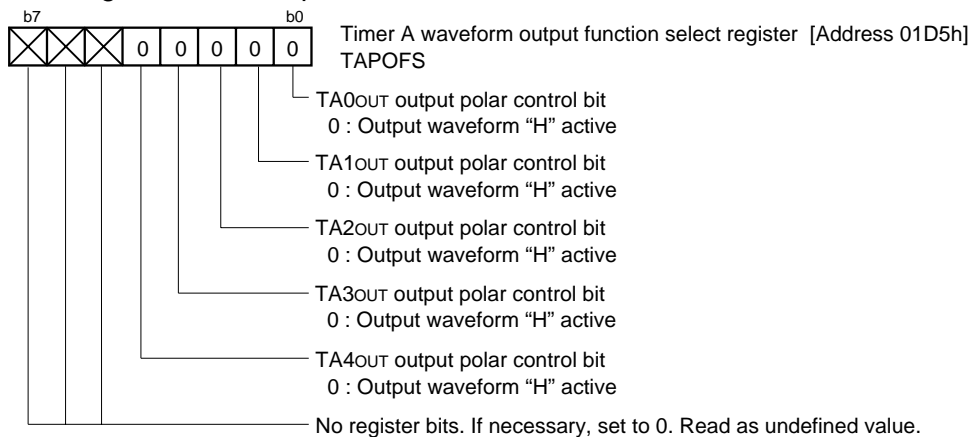 b7 b0
0 0 0 0 0
Timer A waveform output function select register [Address 01D5h]
TAPOFS
TA0OUT output polar control bit
0 : Output waveform “H” active
TA1OUT output polar control bit
0 : Output waveform “H” active
TA2OUT output polar control bit
0 : Output waveform “H” active
TA3OUT output polar control bit
0 : Output waveform “H” active
TA4OUT output polar control bit
0 : Output waveform “H” active
No register bits. If necessary, set to 0. Read as undefined value.